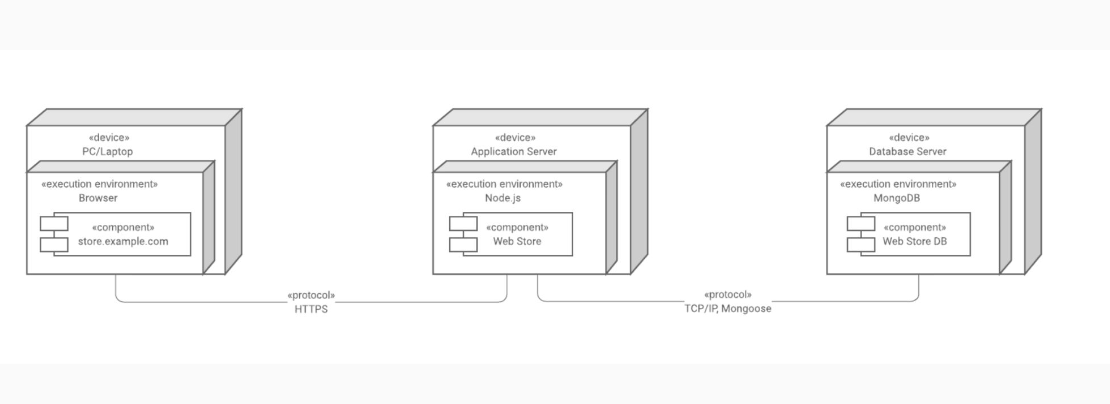 «device»
PC/Laptop
«execution environment»
Browser
«component»
store.example.com
«device»
Application Server
«execution environment»
Node.js
«component»
Web Store
«device»
Database Server
«execution environment»
MongoDB
«component»
Web Store DB
«protocol»
HTTPS
«protocol»
TCP/IP, Mongoose